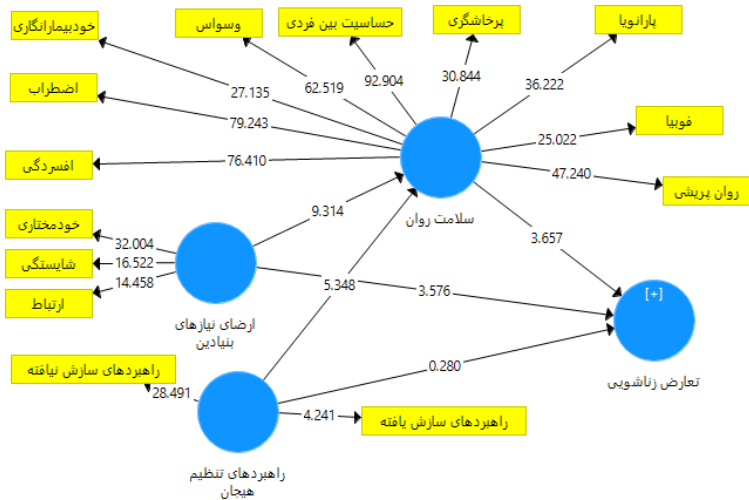 خودبیمارانگاری
وسواس
حساسیت بین فردی
پرخاشگری
پارانویا
27.135
62.519
92.904
30.844
36.222
اضطراب
79.243
فوبیا
25.022
افسردگی
76.410
47.240
روان پریشی
سلامت روان
خودمختاری
32.004
9.314
شایستگی
16.522
3.657
ارتباط
14.458
5.348
3.576
[+]
ارضای نیازهای
بنیادین
راهبردهای سازش نیافته
28.491
0.280
تعارض زناشویی
4.241
راهبردهای سازش یافته
راهبردهای تنظیم
هیجان